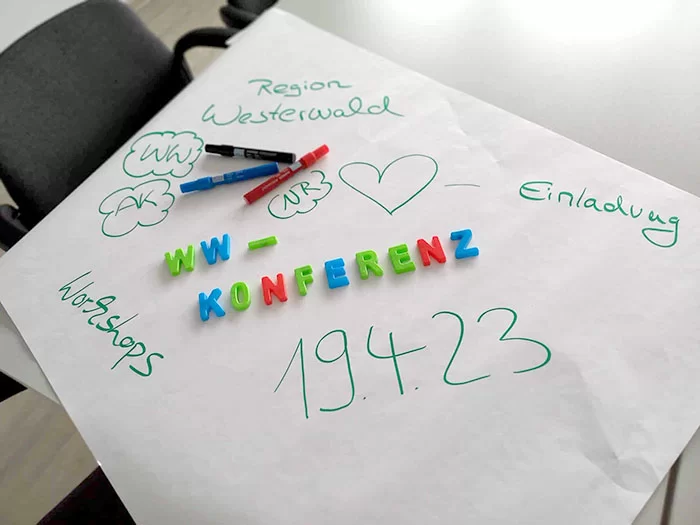 Region
Westerwald
WW
AK
NR
Einladung
WW-
KONFERENZ
Workshops
19.4.23